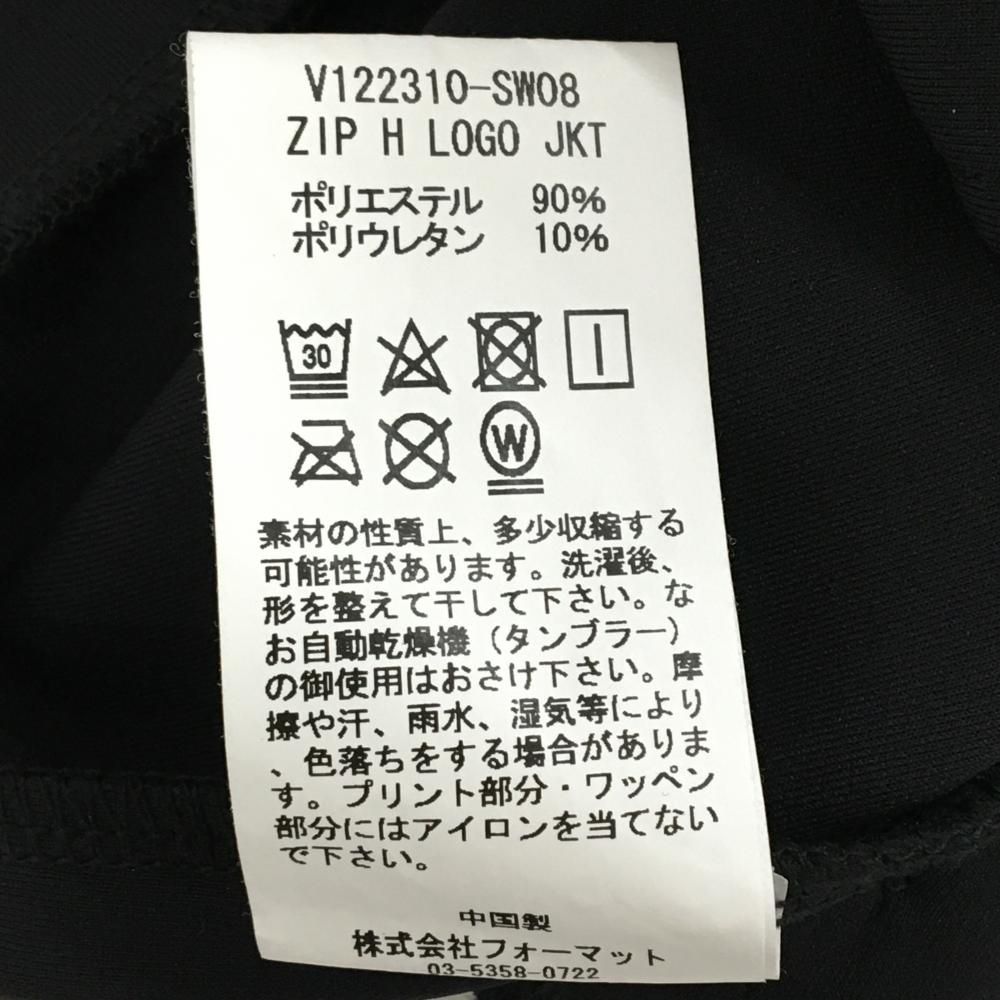 V122310-SW08
ZIP H LOGO JKT
ポリエステル 90%
ポリウレタン 10%
30
W
素材の性質上、多少収縮する
可能性があります。洗濯後、
形を整えて干して下さい。な
お自動乾燥機（タンブラー）
の御使用はおさけ下さい。摩
擦や汗、雨水、湿気等により
、色落ちをする場合がありま
す。プリント部分・ワッペン
部分にはアイロンを当てない
で下さい。
中国製
株式会社フォーマット
03-5358-0722